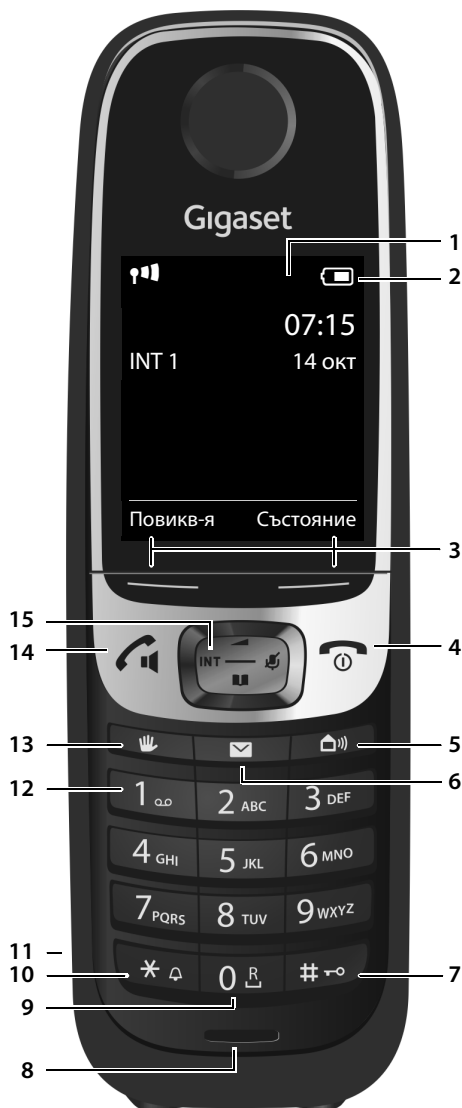 Gigaset
1
2
07:15
INT 1 14 окт
Повикв-я Състояние
3
15
14
INT
4
13
5
6
12
1
2 ABC
3 DEF
4 GHI
5 JKL
6 MNO
7 PQRS
8 TUV
9 WXYZ
11
10
* 
0 R
#
7
9
8